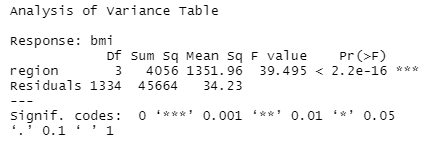 Analysis of Variance Table
Response: bmi
Df Sum Sq Mean Sq F value Pr(>F)
region 3 4056 1351.96 39.495 < 2.2e-16 ***
Residuals 1334 45664 34.23
---
Signif. codes: 0 ‘***’ 0.001 ‘**’ 0.01 ‘*’ 0.05
‘.’ 0.1 ‘ ’ 1